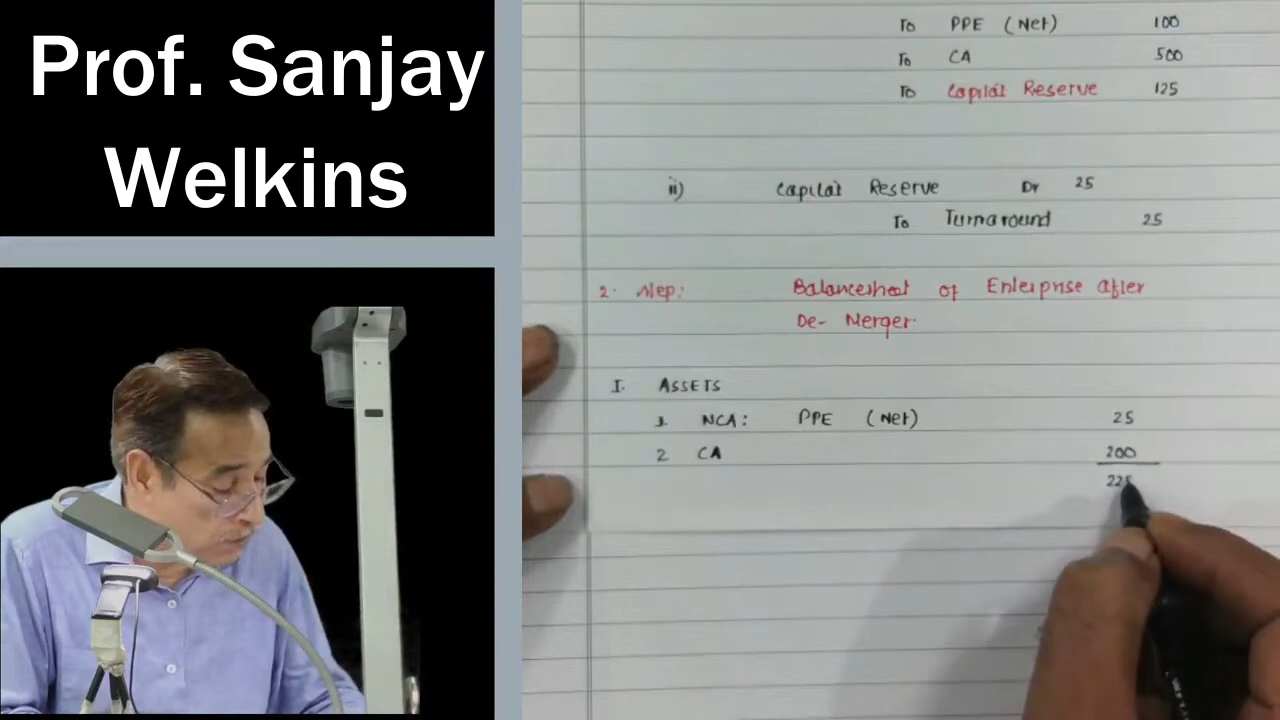 Prof. Sanjay
Welkins
To PPE (Net) 100
To CA 500
To Capital Reserve 125
ii) Capital Reserve Dr 25
To Turnaround 25
2. Step: Balancesheet of Enterprise after
De- Merger.
I. ASSETS
1. NCA: PPE (Net) 25
2 CA 200
225